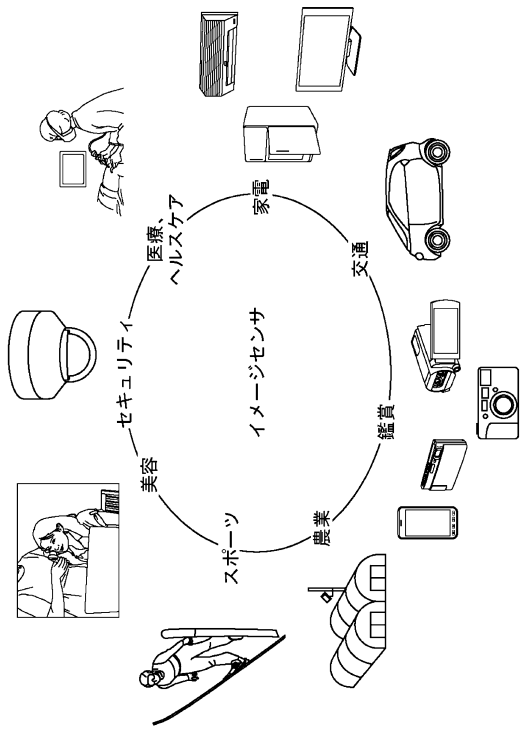 イメージセンサ
セキュリティ
医療、
ヘルスケア
家電
交通
鑑賞
農業
スポーツ
美容